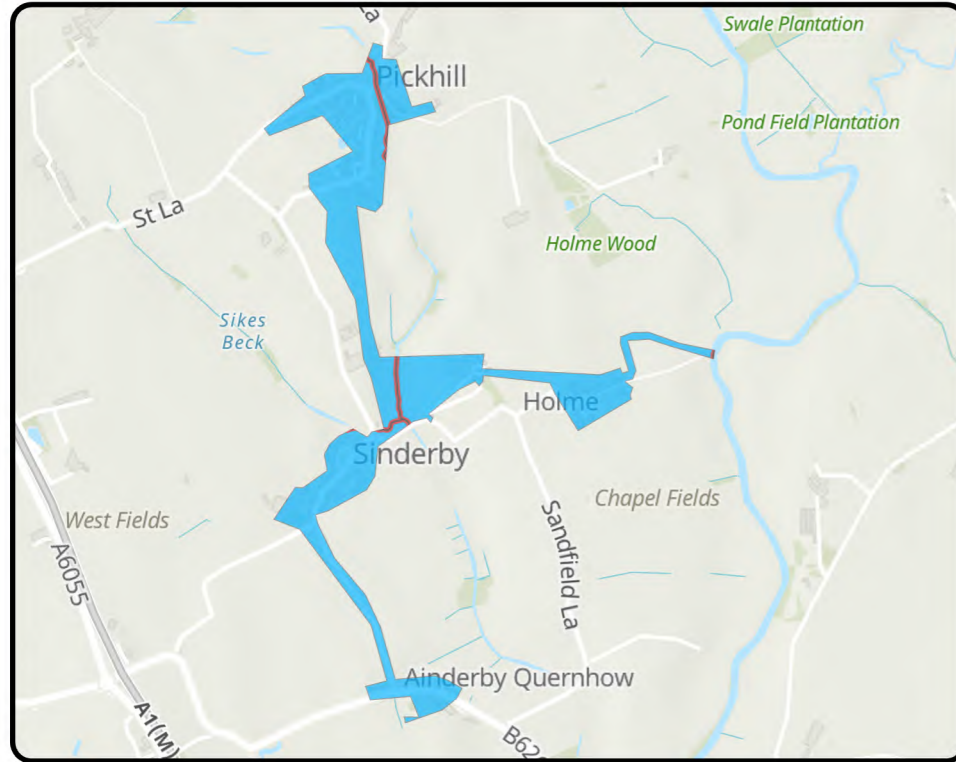 La
Swale Plantation
Pickhill
Pond Field Plantation
St La
Holme Wood
Sikes
Beck
Holme
Sinderby
West Fields
Chapel Fields
Sandfield La
A6055
Ainderby Quernhow
A1(M)